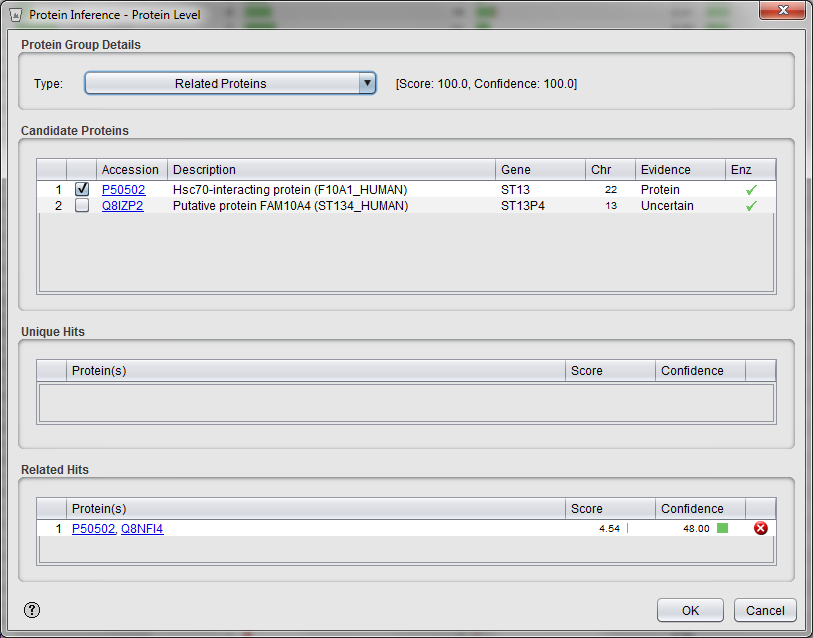 Protein Inference - Protein Level
Protein Group Details
Type: Related Proteins [Score: 100.0, Confidence: 100.0]
Candidate Proteins
Accession Description Gene Chr Evidence Enz
1 P50502 Hsc70-interacting protein (F10A1_HUMAN) ST13 22 Protein
2 Q8IZP2 Putative protein FAM10A4 (ST134_HUMAN) ST13P4 13 Uncertain
Unique Hits
Protein(s) Score Confidence
Related Hits
Protein(s) Score Confidence
1 P50502, Q8NFI4 4.54 48.00
? OK Cancel